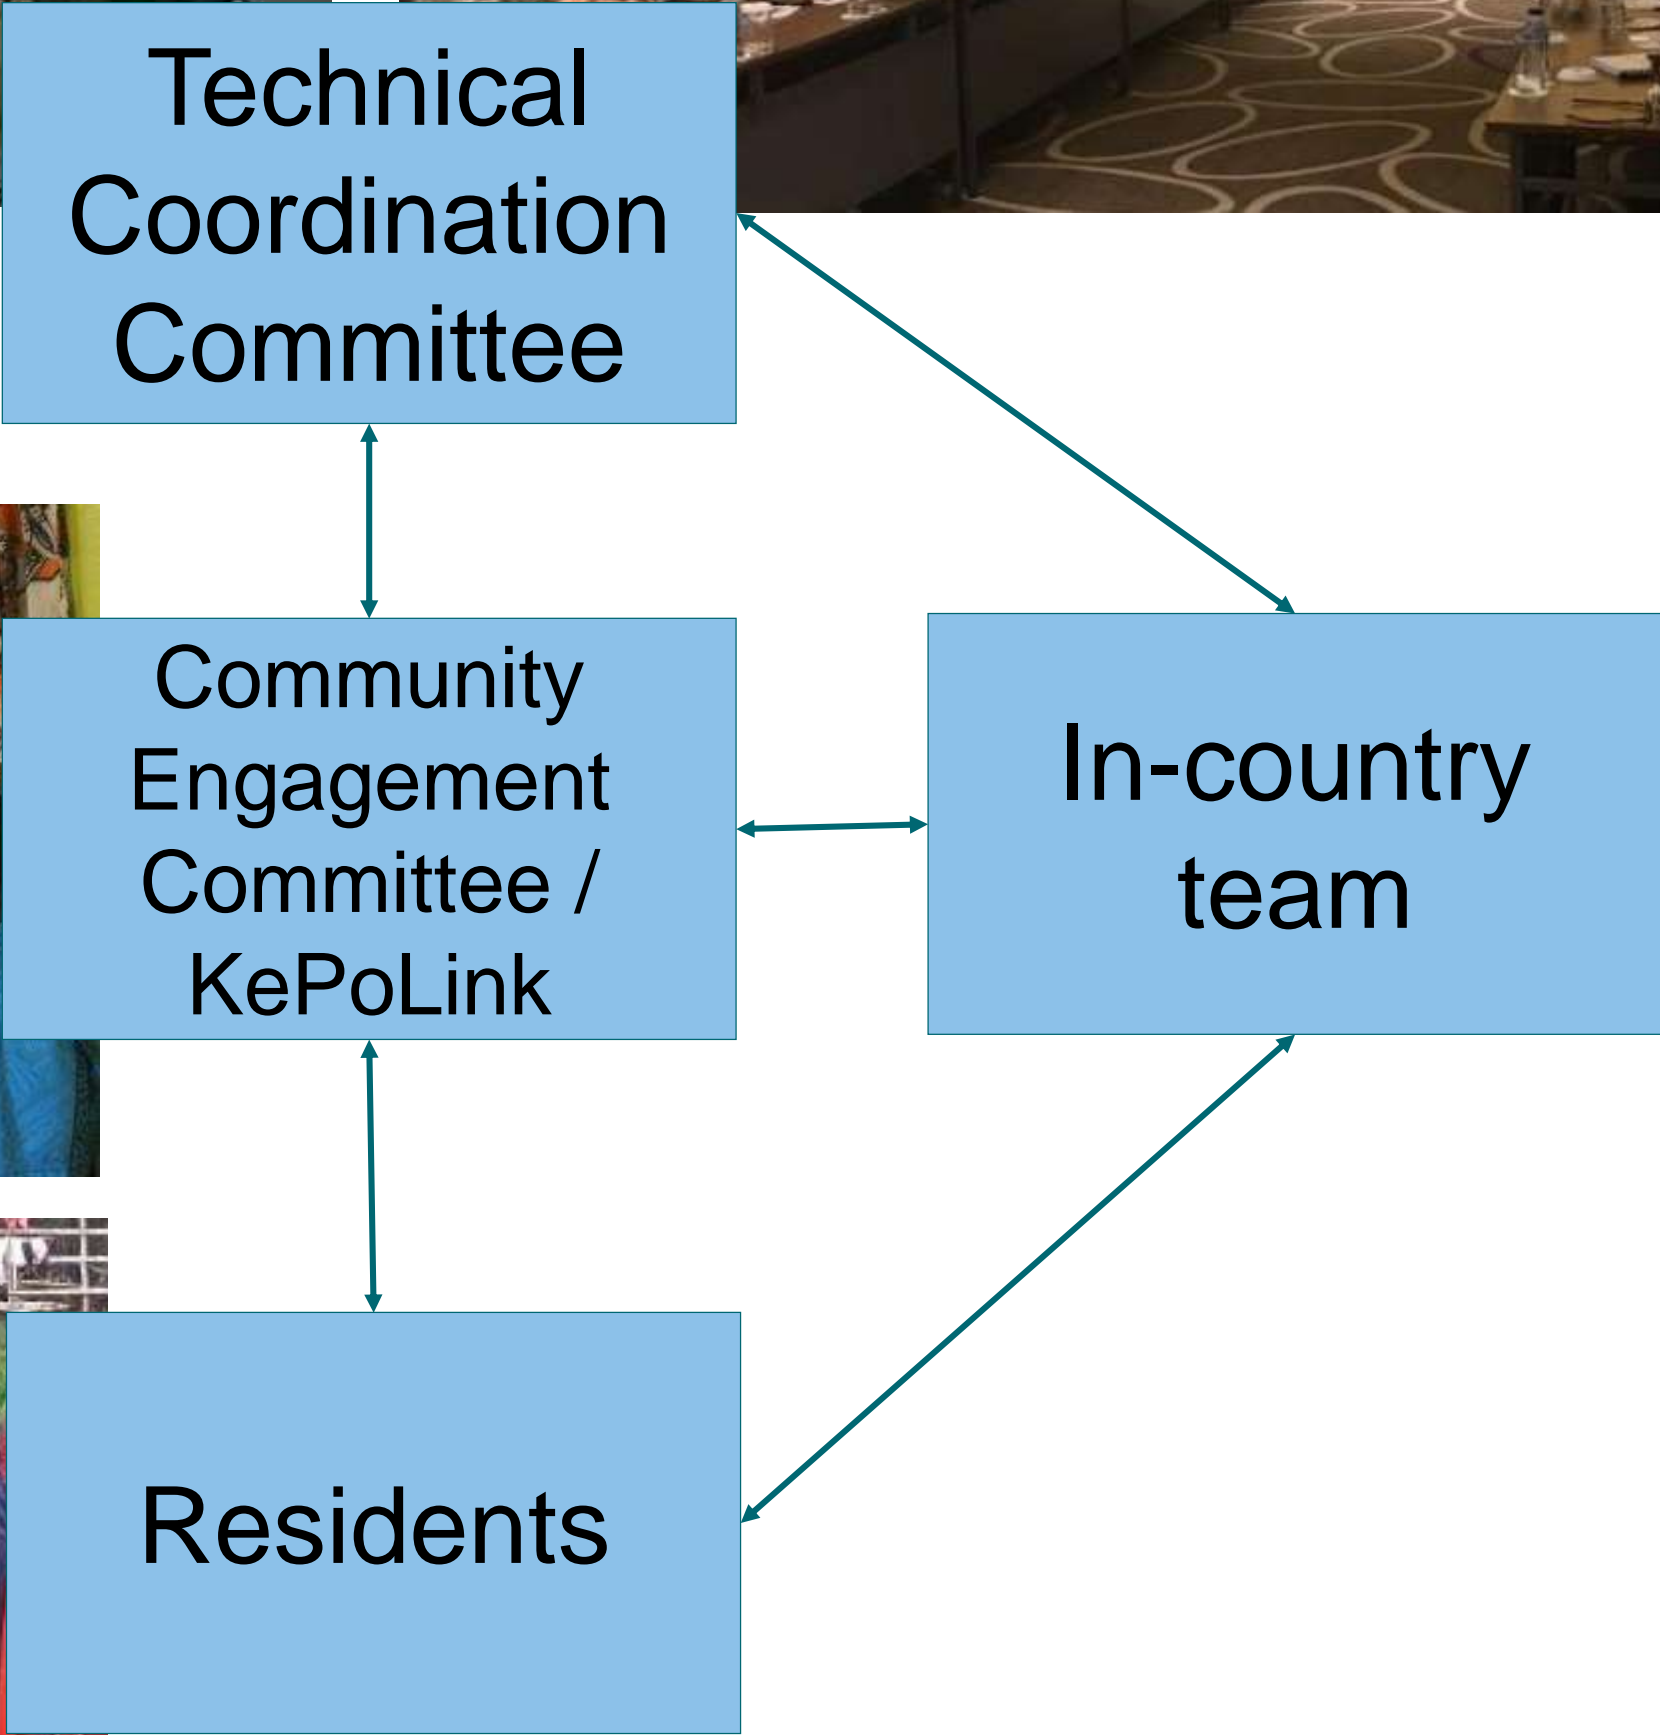 Technical
Coordination
Committee
Community
Engagement
Committee /
KePoLink
In-country
team
Residents